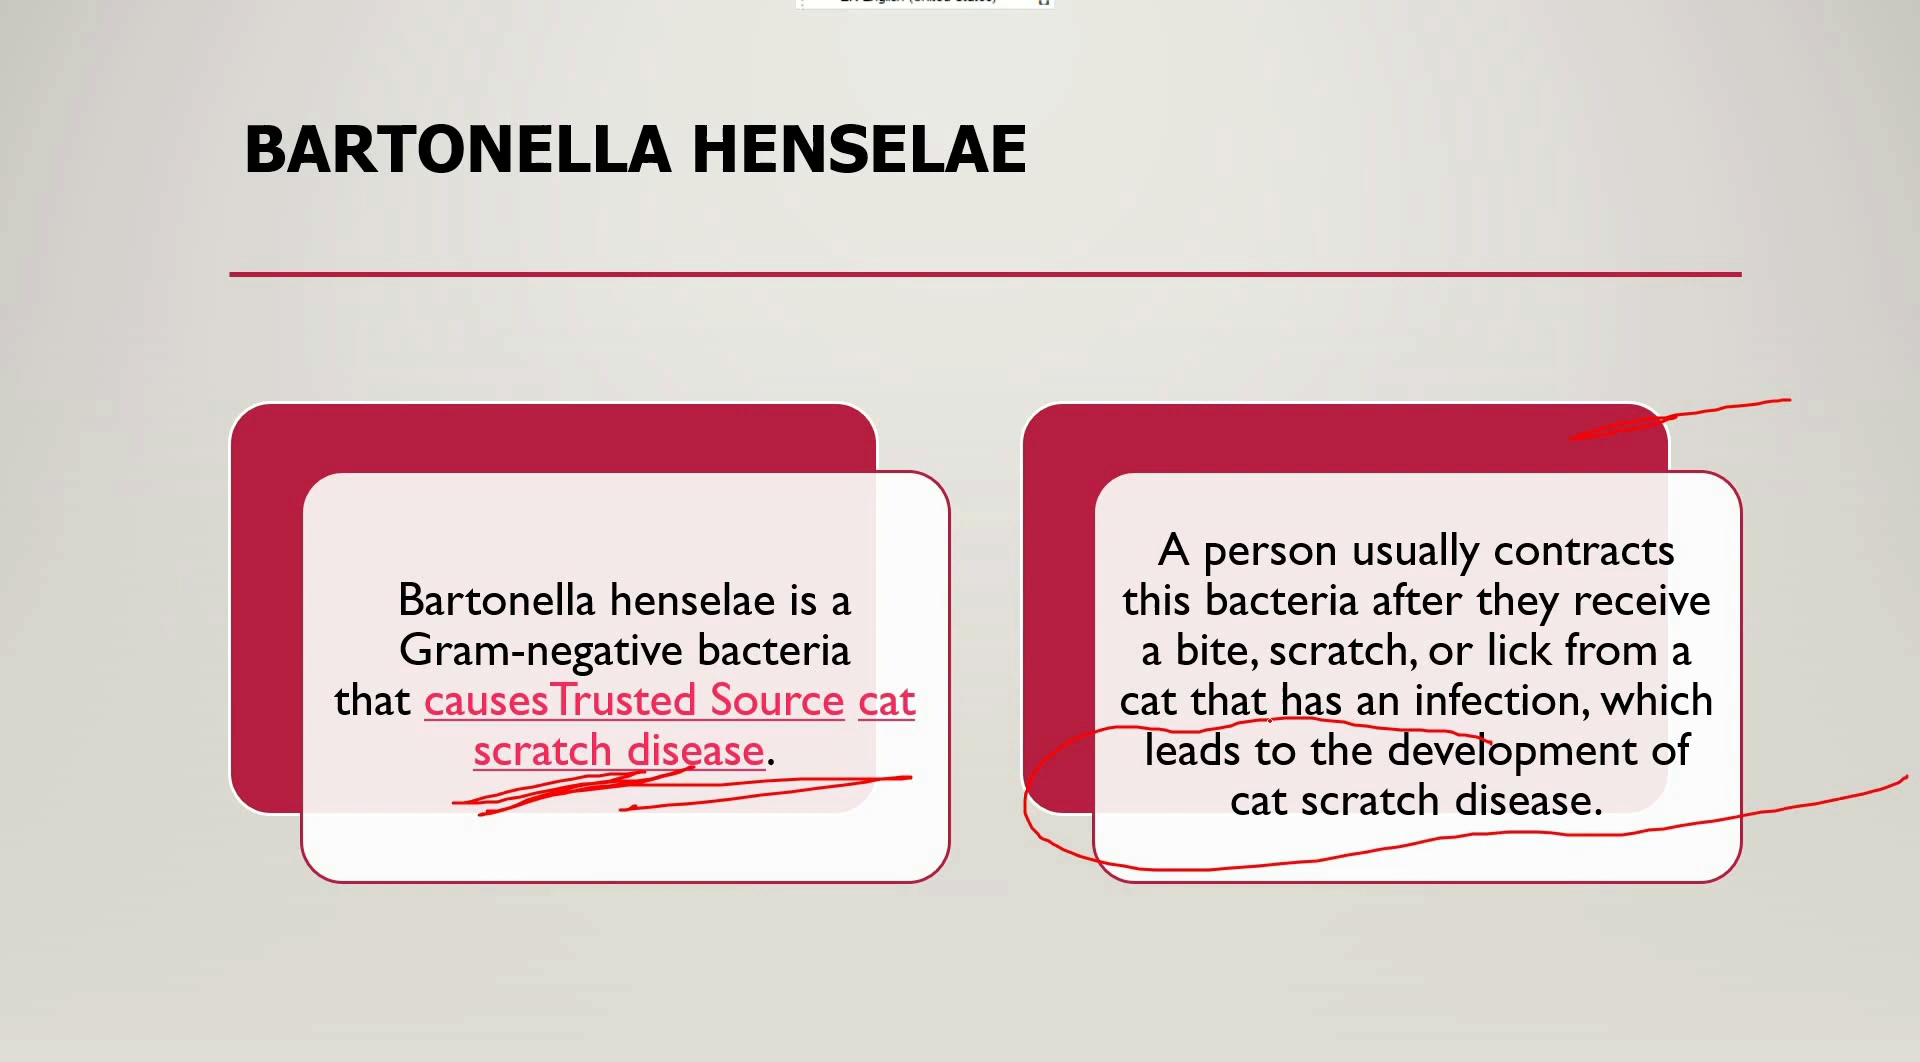 BARTONELLA HENSELAE
Bartonella henselae is a
Gram-negative bacteria
that causesTrusted Source cat
scratch disease.
A person usually contracts
this bacteria after they receive
a bite, scratch, or lick from a
cat that has an infection, which
leads to the development of
cat scratch disease.